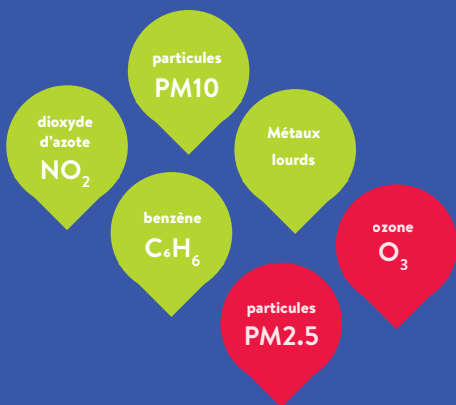 particules
PM10
dioxyde
d'azote
NO₂
Métaux
lourds
benzène
C₆H₆
ozone
O₃
particules
PM2.5